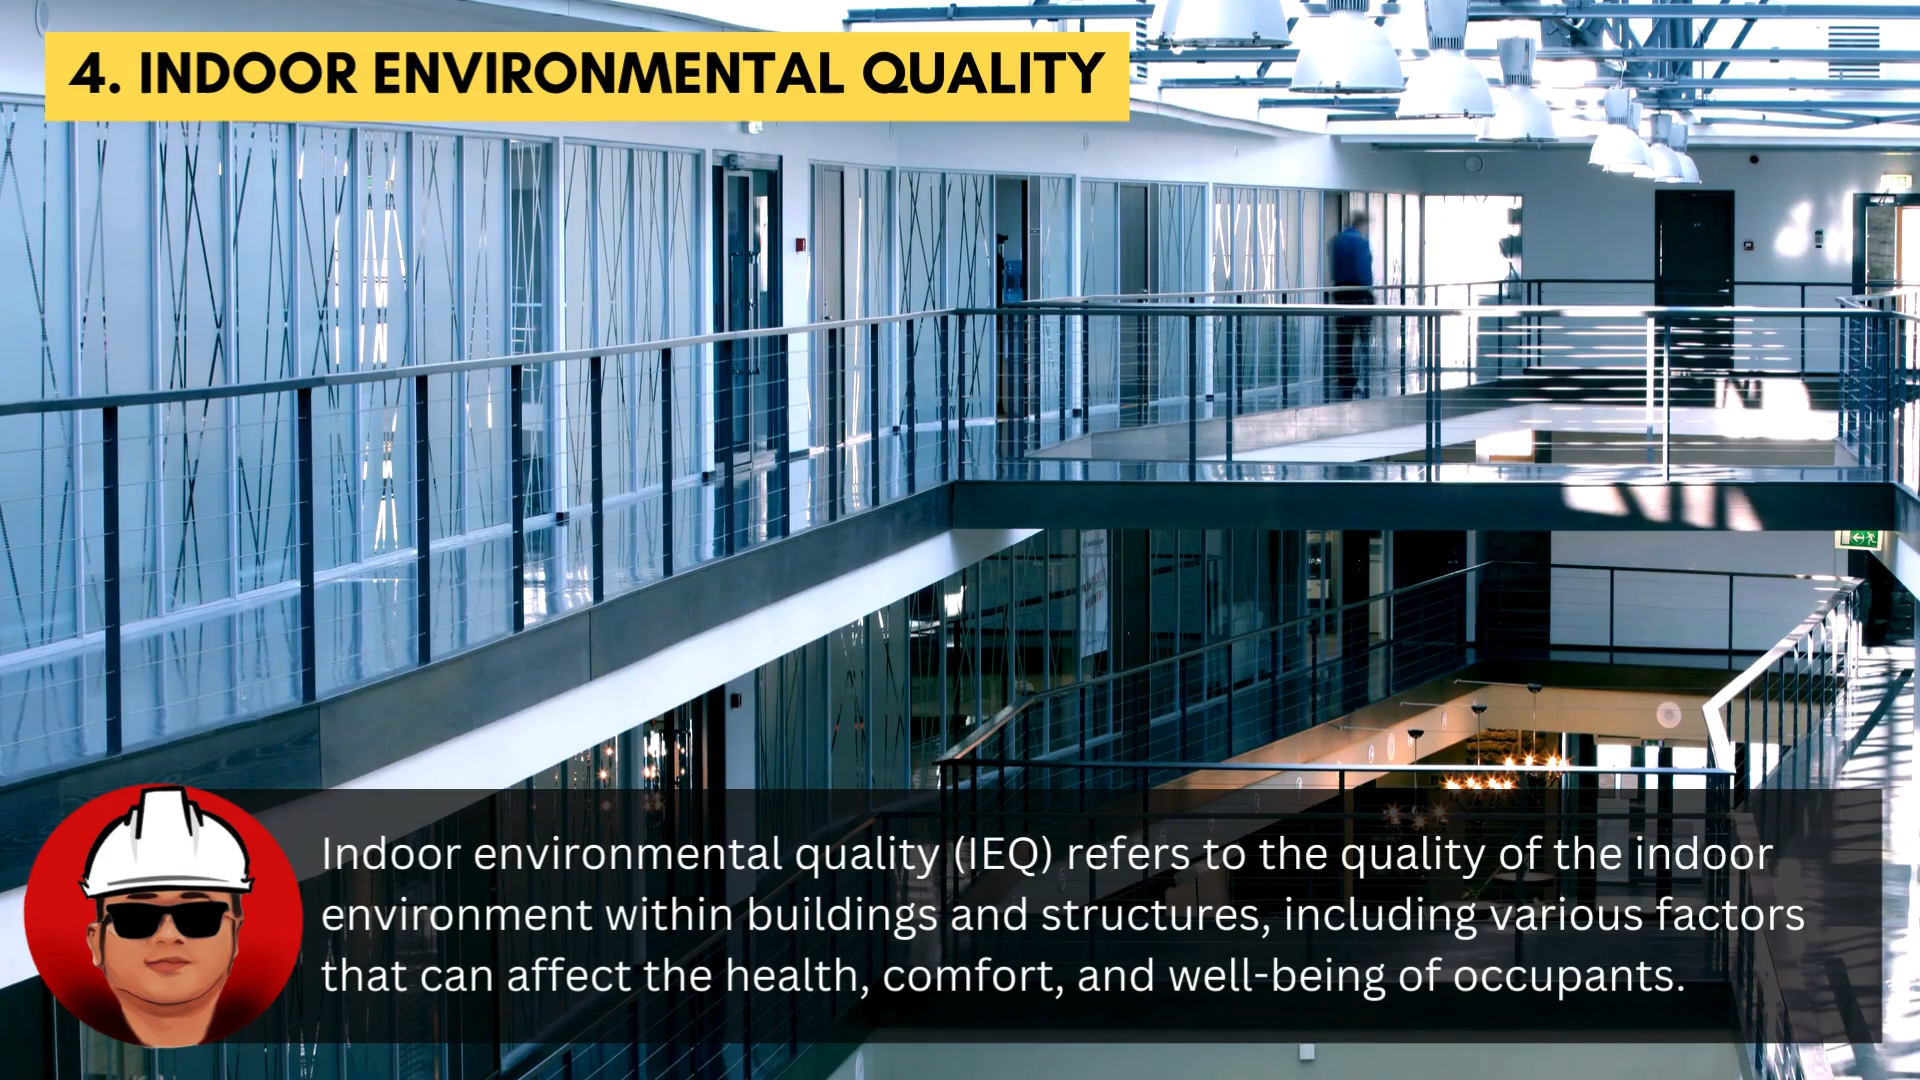 4. INDOOR ENVIRONMENTAL QUALITY
Indoor environmental quality (IEQ) refers to the quality of the indoor
environment within buildings and structures, including various factors
that can affect the health, comfort, and well-being of occupants.